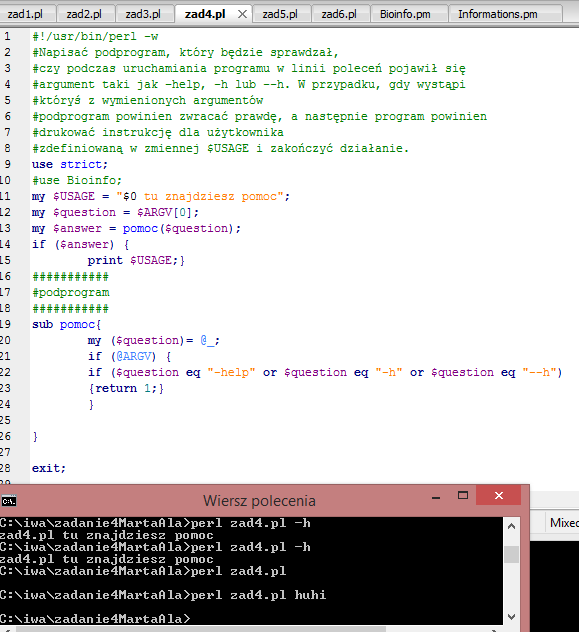 zad1.pl zad2.pl zad3.pl zad4.pl zad5.pl zad6.pl Bioinfo.pm Informations.pm
1 #!/usr/bin/perl -w
2 #Napisać podprogram, który będzie sprawdzał,
3 #czy podczas uruchamiania programu w linii poleceń pojawił się
4 #argument taki jak -help, -h lub --h. W przypadku, gdy wystąpi
5 #któryś z wymienionych argumentów
6 #podprogram powinien zwracać prawdę, a następnie program powinien
7 #drukować instrukcję dla użytkownika
8 #zdefiniowaną w zmiennej $USAGE i zakończyć działanie.
9 use strict;
10 #use Bioinfo;
11 my $USAGE = "$0 tu znajdziesz pomoc";
12 my $question = $ARGV[0];
13 my $answer = pomoc($question);
14 if ($answer) {
15 print $USAGE;}
16 ###########
17 #podprogram
18 ###########
19 sub pomoc{
20 my ($question)= @_;
21 if (@ARGV) {
22 if ($question eq "-help" or $question eq "-h" or $question eq "--h")
23 {return 1;}
24 }
25
26 }
27
28 exit;
29
Wiersz polecenia
C:\iwa\zadanie4MartaAla>perl zad4.pl -h
zad4.pl tu znajdziesz pomoc
C:\iwa\zadanie4MartaAla>perl zad4.pl -h
zad4.pl tu znajdziesz pomoc
C:\iwa\zadanie4MartaAla>perl zad4.pl
C:\iwa\zadanie4MartaAla>perl zad4.pl huhi
C:\iwa\zadanie4MartaAla>